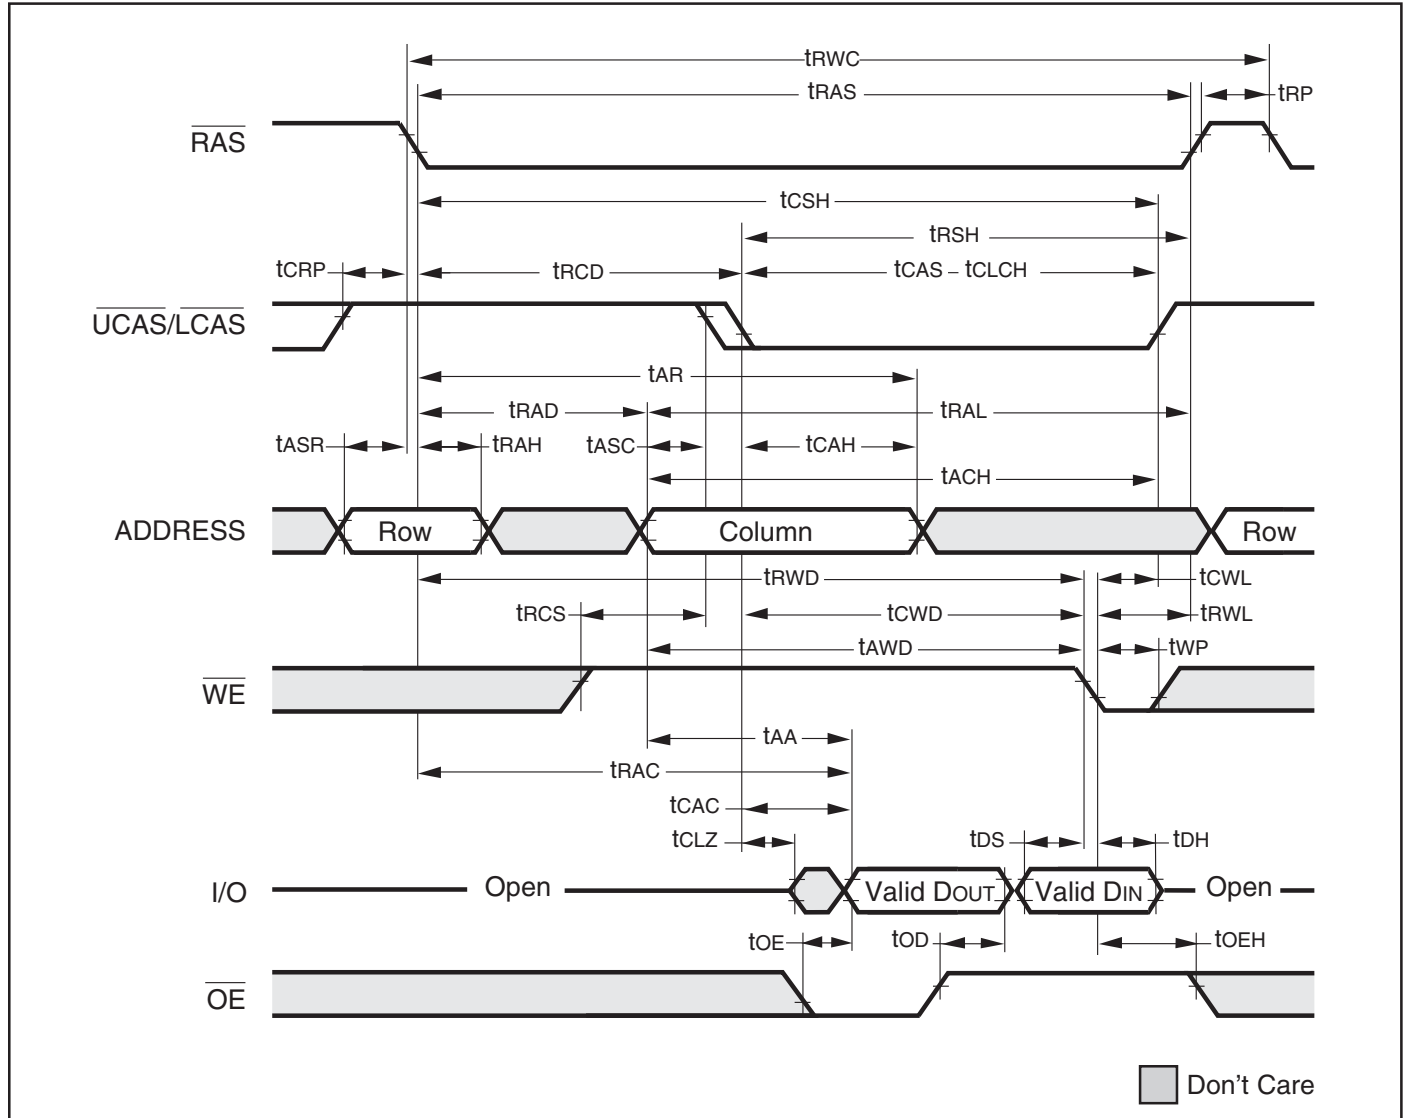 tRWC
tRAS
tRP
RAS
tCSH
tRSH
tCRP
tRCD
tCAS – tCLCH
UCAS/LCAS
tAR
tRAD
tRAL
tASR
tRAH
tASC
tCAH
tACH
ADDRESS
Row
Column
Row
tRWD
tCWL
tRCS
tCWD
tRWL
tAWD
tWP
WE
tAA
tRAC
tCAC
tCLZ
tDS
tDH
I/O
Open
Valid DOUT
Valid DIN
Open
tOE
tOD
tOEH
OE
Don't Care